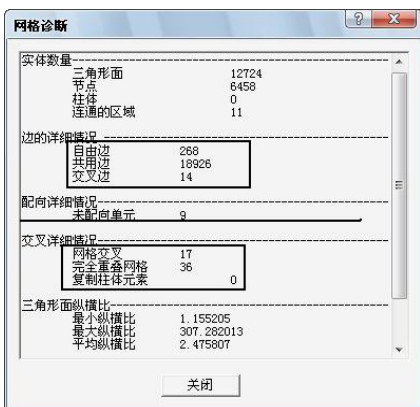 网格诊断
实体数量
三角形面 12724
节点 6458
柱体 0
连通的区域 11
边的详细情况
自由边 268
共用边 18926
交叉边 14
配向详细情况
未配向单元 9
交叉详细情况
网格交叉 17
完全重叠网格 36
复制柱体元素 0
三角形面纵横比
最小纵横比 1.155205
最大纵横比 307.282013
平均纵横比 2.475807
关闭